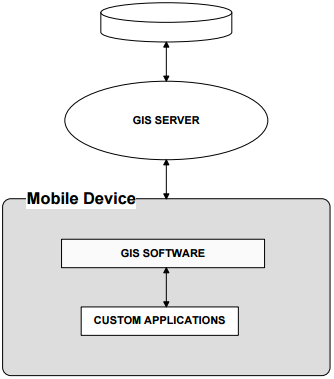 GIS SERVER
Mobile Device
GIS SOFTWARE
CUSTOM APPLICATIONS